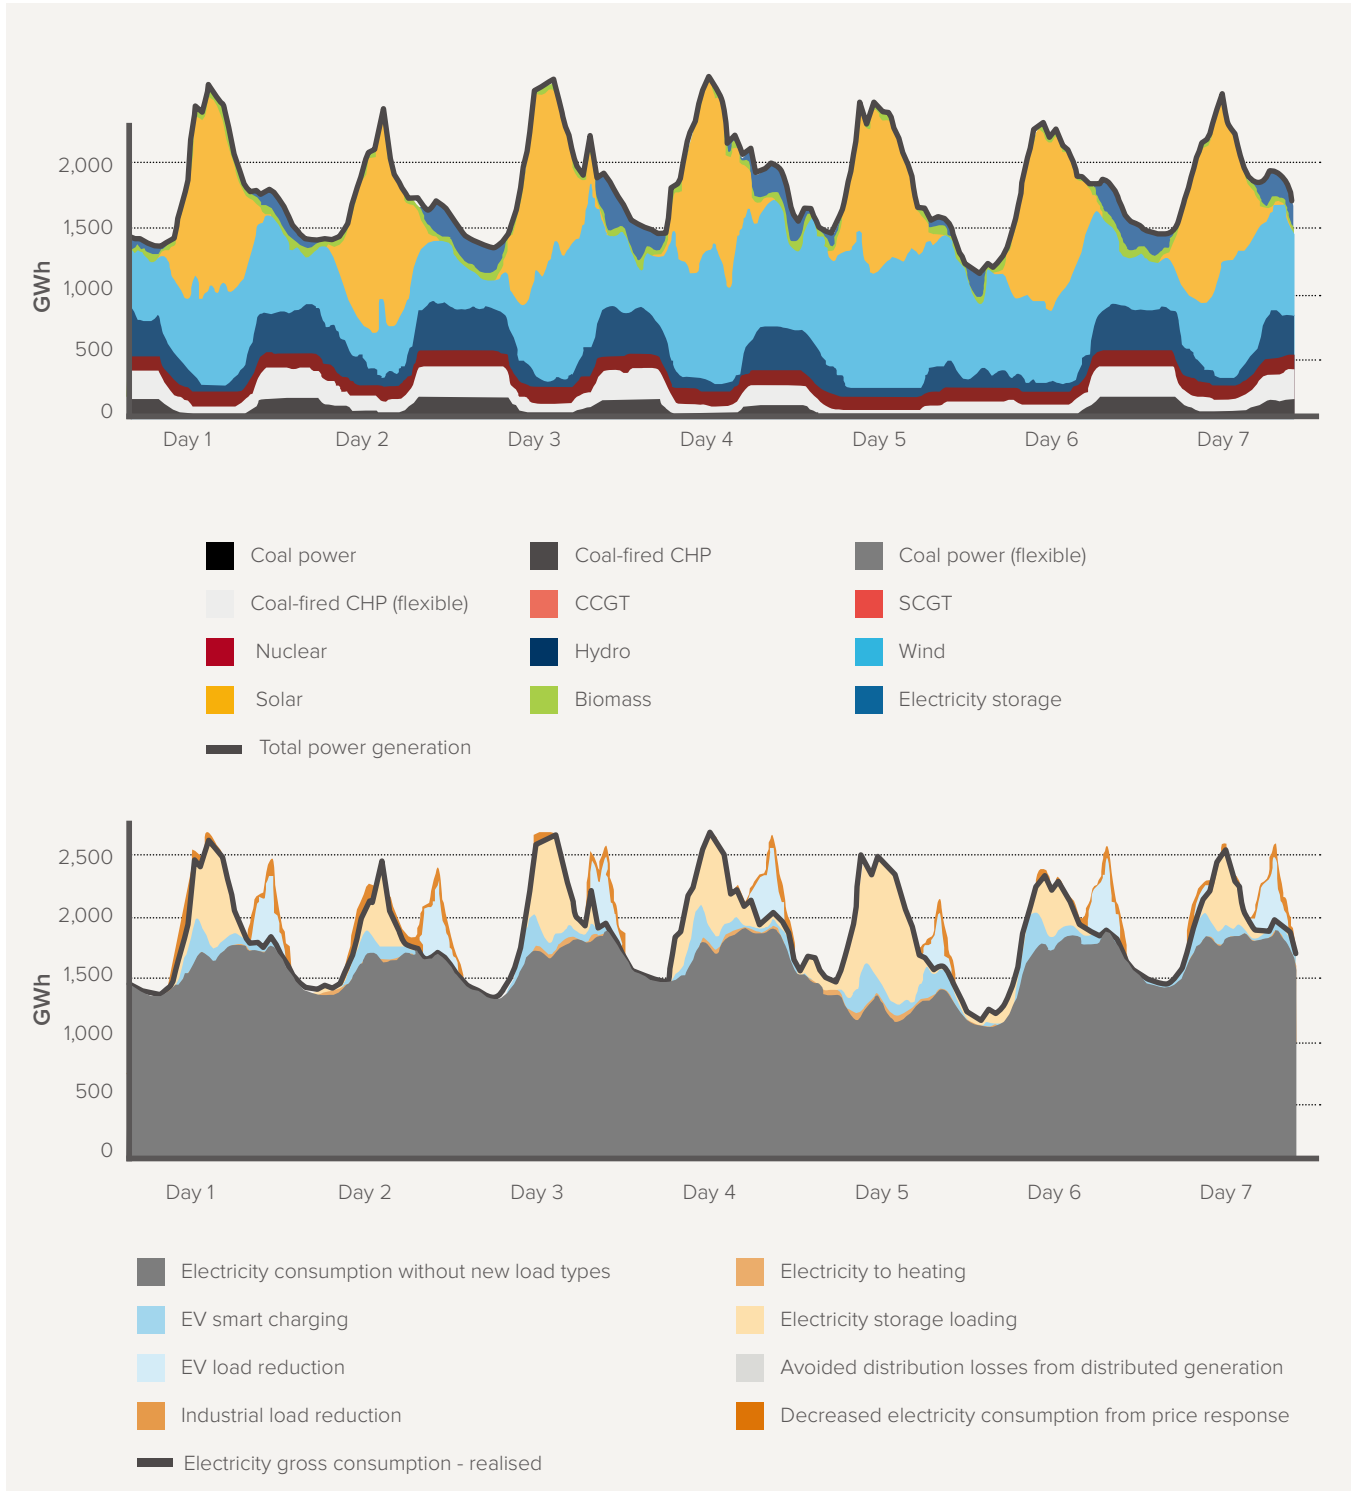 GWh
2,000
1,500
1,000
500
0
Day 1 Day 2 Day 3 Day 4 Day 5 Day 6 Day 7
Coal power Coal-fired CHP Coal power (flexible)
Coal-fired CHP (flexible) CCGT SCGT
Nuclear Hydro Wind
Solar Biomass Electricity storage
Total power generation
GWh
2,500
2,000
1,500
1,000
500
0
Day 1 Day 2 Day 3 Day 4 Day 5 Day 6 Day 7
Electricity consumption without new load types Electricity to heating
EV smart charging Electricity storage loading
EV load reduction Avoided distribution losses from distributed generation
Industrial load reduction Decreased electricity consumption from price response
Electricity gross consumption - realised